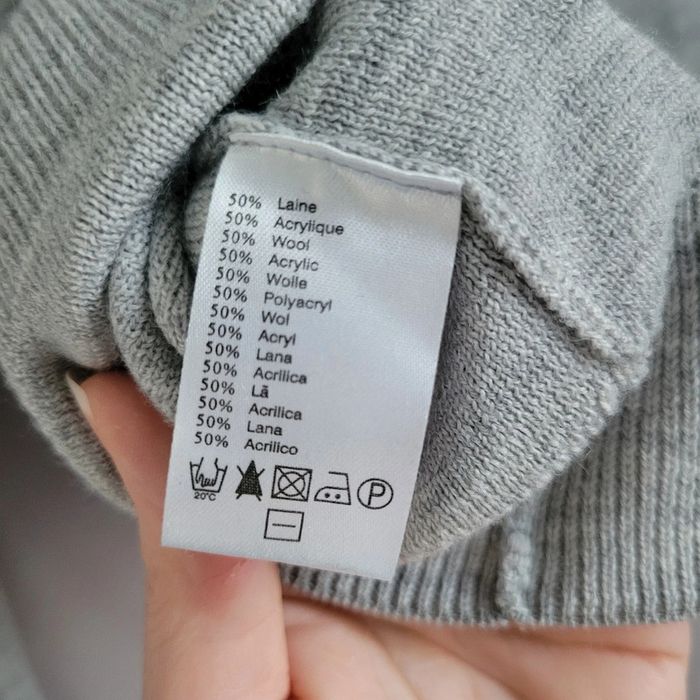 50% Laine
50% Acrylique
50% Wool
50% Acrylic
50% Wolle
50% Polyacryl
50% Wol
50% Acryl
50% Lana
50% Acrilica
50% Lã
50% Acrilica
50% Lana
50% Acrilico
20°C
P